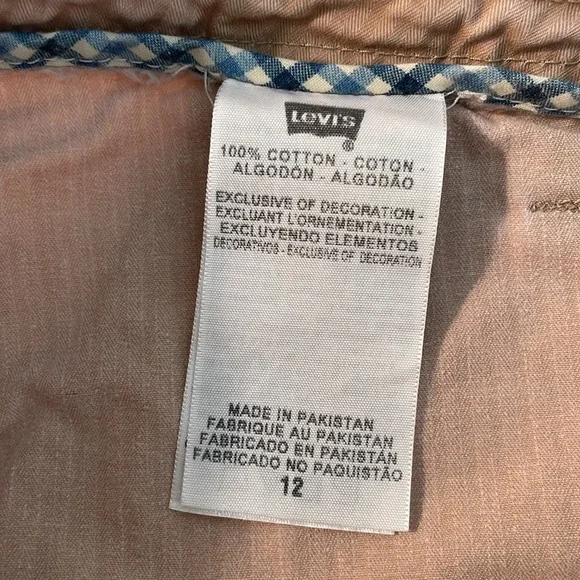 Levi's
®
100% COTTON - COTON -
ALGODÓN - ALGODÃO
EXCLUSIVE OF DECORATION -
EXCLUANT L'ORNEMENTATION -
EXCLUYENDO ELEMENTOS
DECORATIVOS - EXCLUSIVE OF DECORATION
MADE IN PAKISTAN
FABRIQUE AU PAKISTAN
FABRICADO EN PAKISTÁN
FABRICADO NO PAQUISTÃO
12